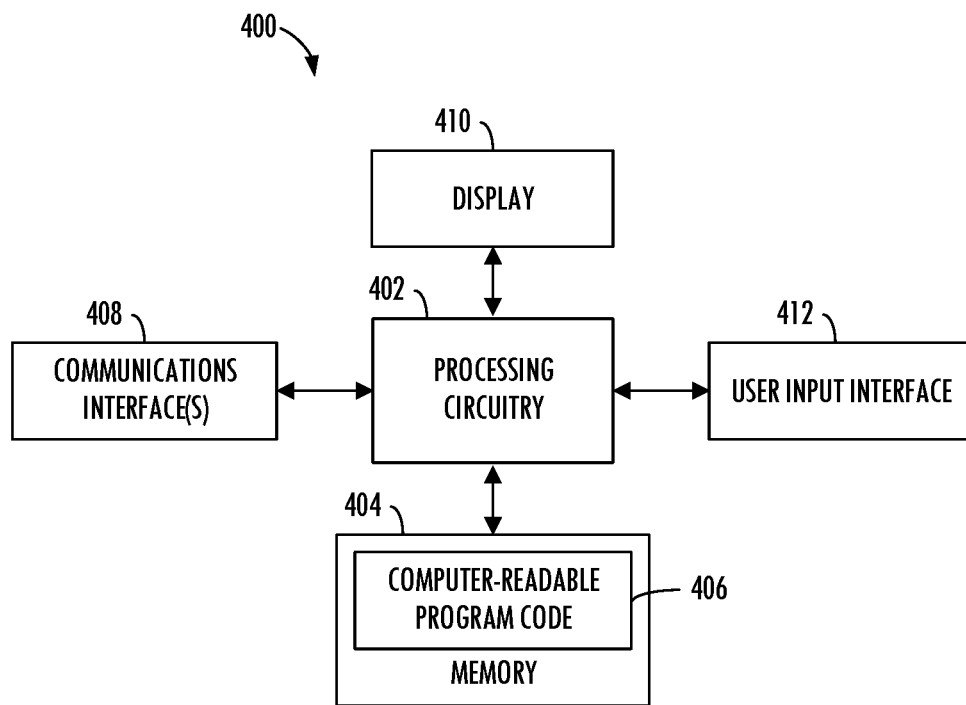 400
410
DISPLAY
402
408
412
COMMUNICATIONS
INTERFACE(S)
PROCESSING
CIRCUITRY
USER INPUT INTERFACE
404
COMPUTER-READABLE
PROGRAM CODE
406
MEMORY